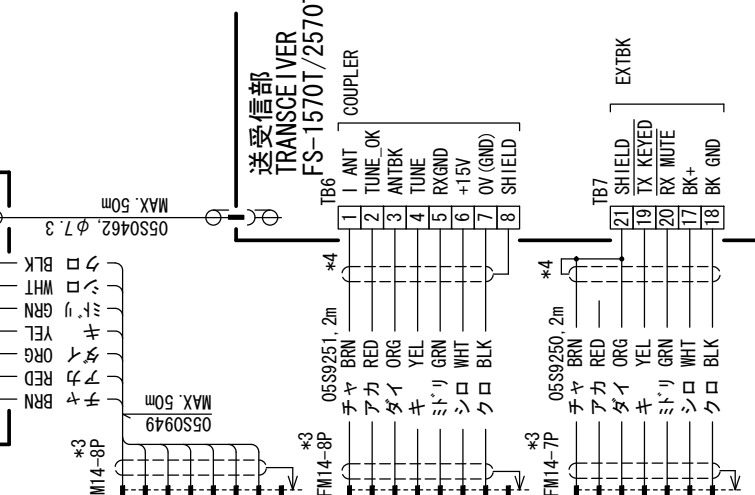 送受信部
TRANSCEIVER
FS-1570T/2570T
COUPLER
TB6
1 I ANT
2 TUNE_OK
3 ANTBK
4 TUNE
5 RXGND
6 +15V
7 0V(GND)
8 SHIELD
EXTBK
TB7
21 SHIELD
19 TX KEYED
20 RX MUTE
17 BK+
18 BK GND
05S0462, φ7.3
MAX.50m
クロ BLK
シロ WHT
ミドリ GRN
キ YEL
ダイ ORG
アカ RED
チャ BRN
05S0949
MAX.50m
*3
M14-8P
*4
05S9251, 2m
チャ BRN
アカ RED
ダイ ORG
キ YEL
ミドリ GRN
シロ WHT
クロ BLK
*3
FM14-8P
*4
05S9250, 2m
チャ BRN
アカ RED
ダイ ORG
キ YEL
ミドリ GRN
シロ WHT
クロ BLK
*3
FM14-7P